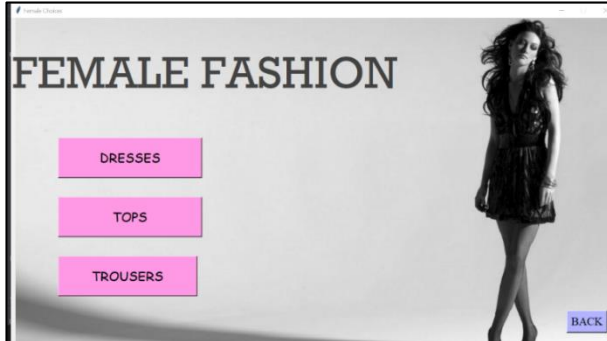 Female Choices
FEMALE FASHION
DRESSES
TOPS
TROUSERS
BACK